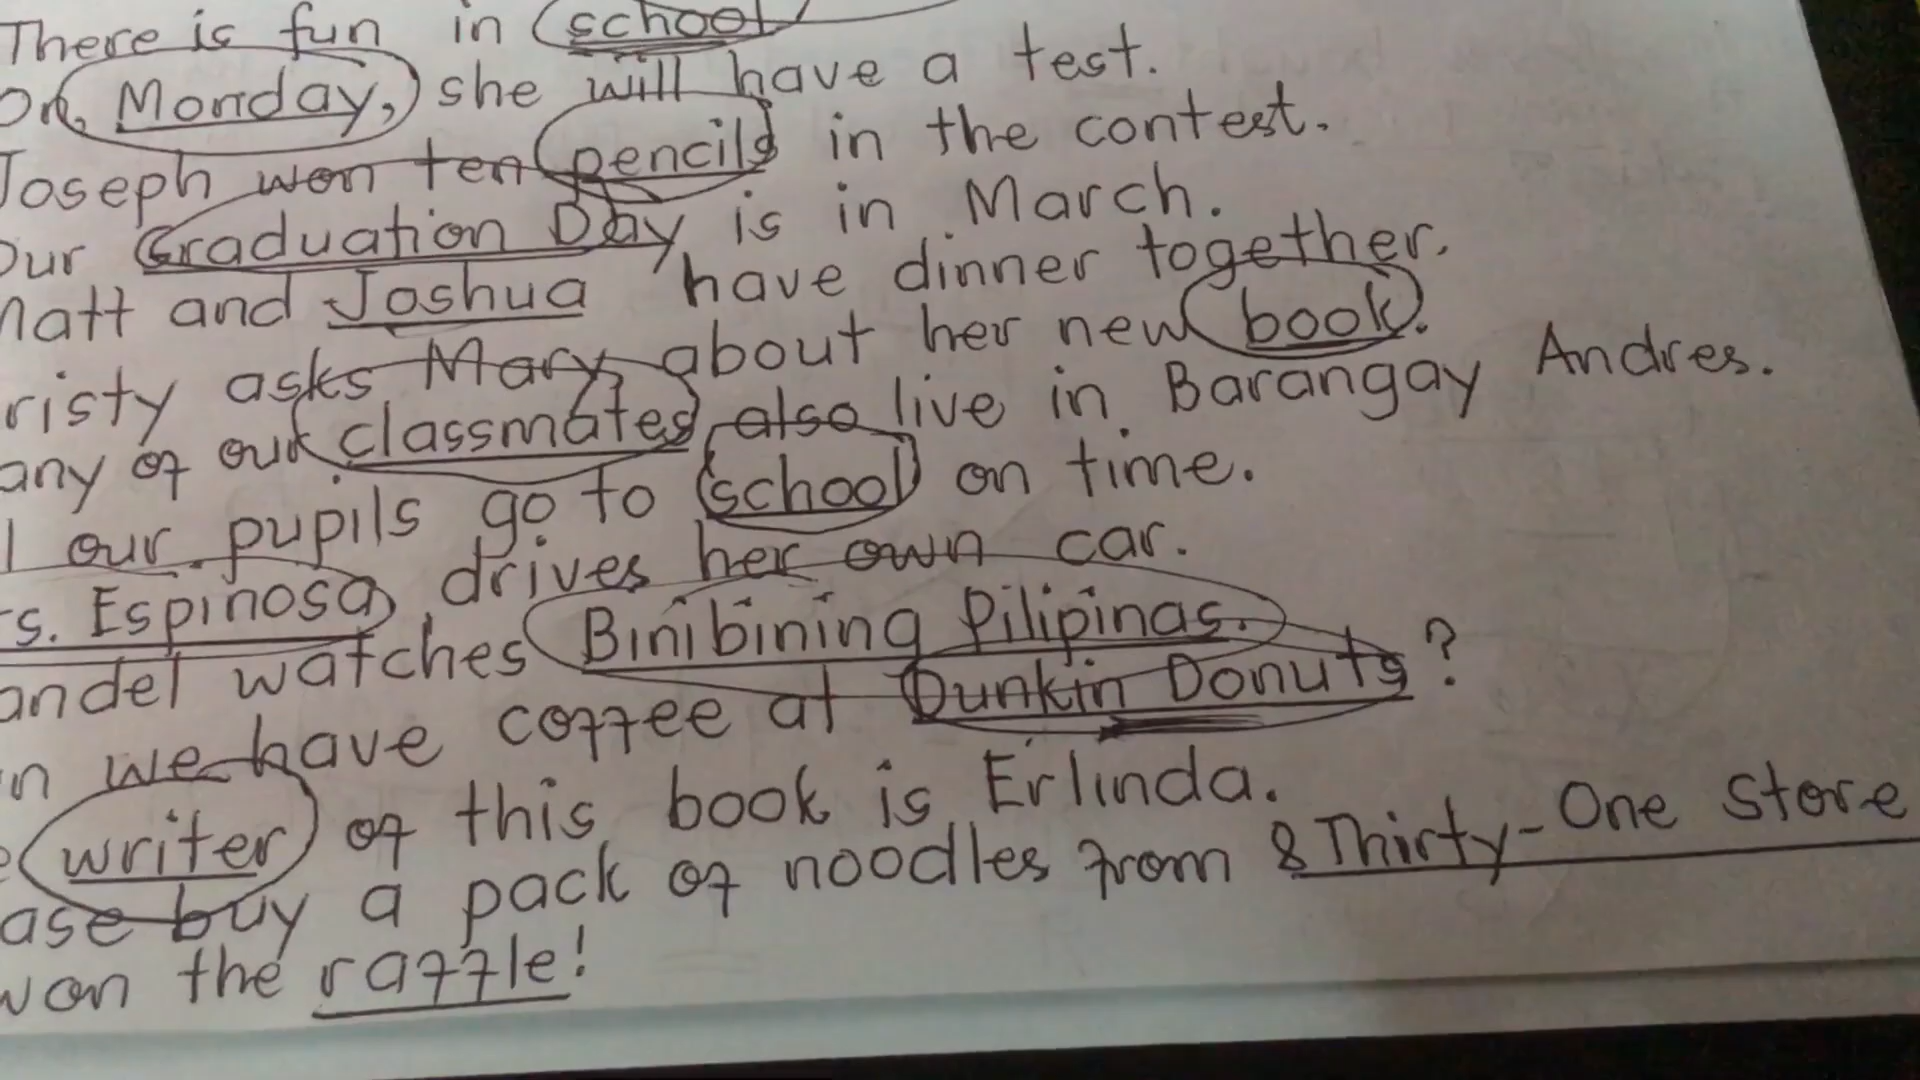 There is fun in school
On Monday, she will have a test.
Joseph won ten pencils in the contest.
Our Graduation Day is in March.
Matt and Joshua have dinner together.
risty asks Mary about her new book.
any of our classmates also live in Barangay Andres.
l our pupils go to school on time.
rs. Espinosa drives her own car.
andel watches Binibining Pilipinas.
n we have coffee at Dunkin Donuts?
e writer of this book is Erlinda.
ase buy a pack of noodles from 8 Thirty-One Store
won the raffle!